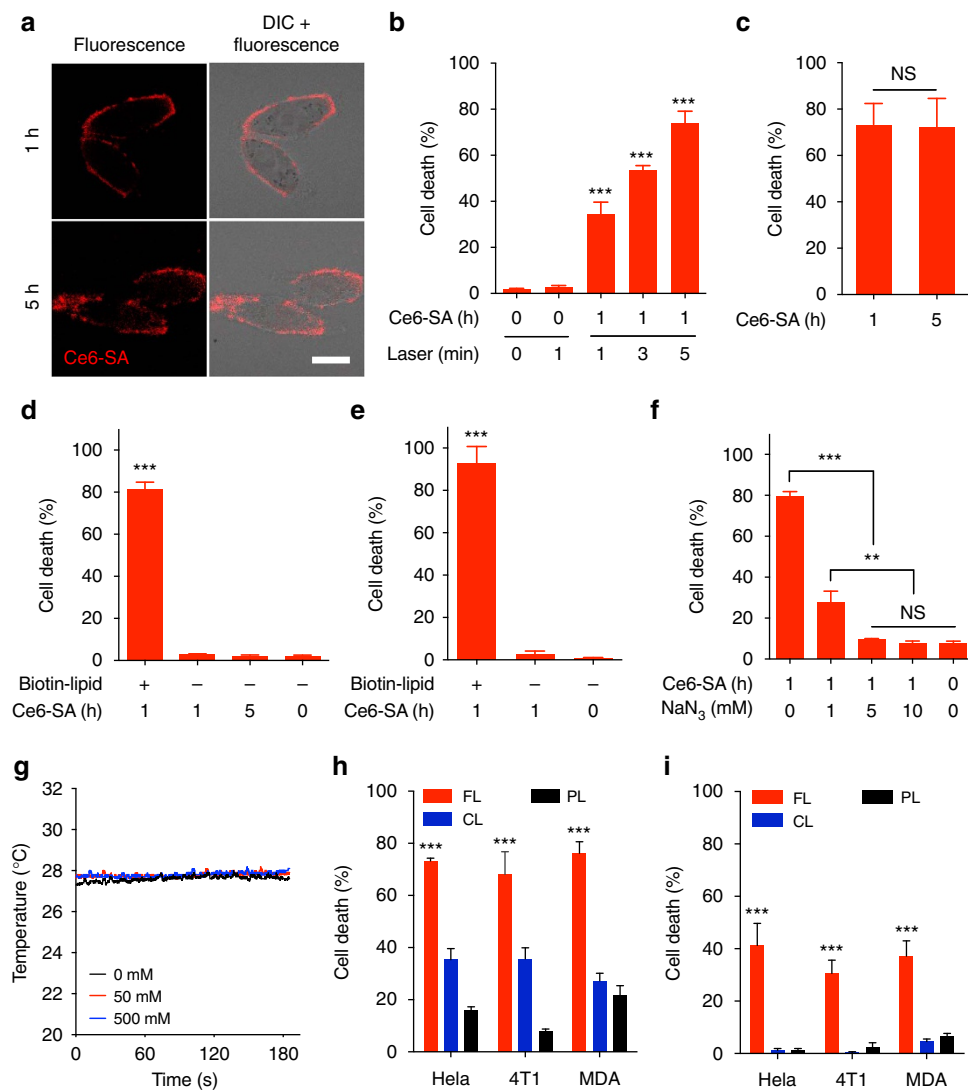 a
Fluorescence
DIC +
fluorescence
1 h
5 h
Ce6-SA
b
Cell death (%)
100
80
60
40
20
0
***
***
***
Ce6-SA (h) 0 0 1 1 1
Laser (min) 0 1 1 3 5
c
Cell death (%)
100
80
60
40
20
0
NS
Ce6-SA (h) 1 5
d
Cell death (%)
100
80
60
40
20
0
***
Biotin-lipid + – – –
Ce6-SA (h) 1 1 5 0
e
Cell death (%)
100
80
60
40
20
0
***
Biotin-lipid + – –
Ce6-SA (h) 1 1 0
f
Cell death (%)
100
80
60
40
20
0
***
**
NS
Ce6-SA (h) 1 1 1 1 0
NaN3 (mM) 0 1 5 10 0
g
Temperature (°C)
32
30
28
26
24
22
20
0 mM
50 mM
500 mM
0 60 120 180
Time (s)
h
Cell death (%)
100
80
60
40
20
0
FL PL
CL
***
***
***
Hela 4T1 MDA
i
Cell death (%)
100
80
60
40
20
0
FL PL
CL
***
***
***
Hela 4T1 MDA